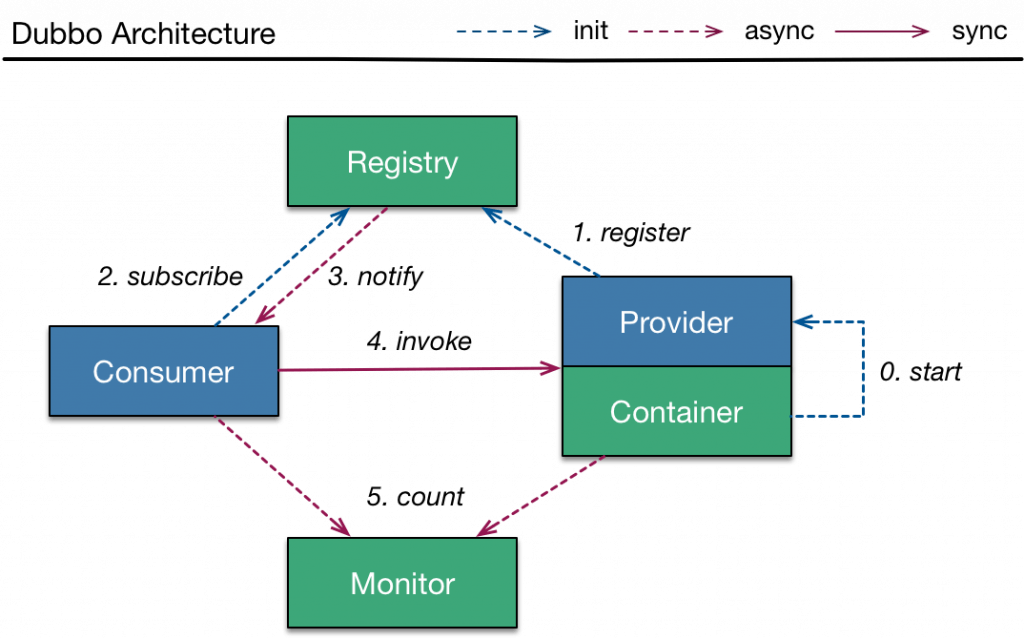 Dubbo Architecture
init
async
sync
Registry
1. register
2. subscribe
3. notify
Provider
4. invoke
Consumer
0. start
Container
5. count
Monitor